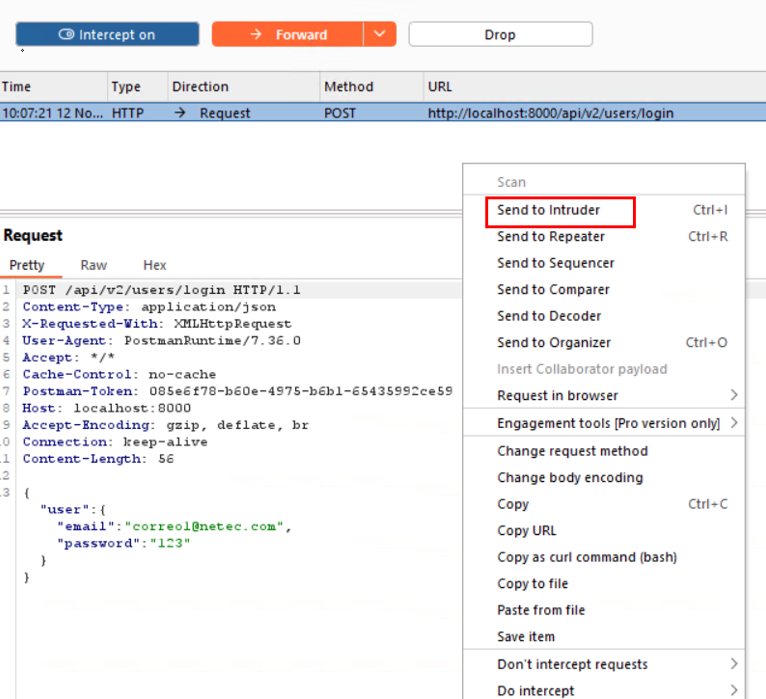 Intercept on
Forward
Drop
Time Type Direction Method URL
10:07:21 12 No... HTTP → Request POST http://localhost:8000/api/v2/users/login
Scan
Send to Intruder Ctrl+I
Send to Repeater Ctrl+R
Send to Sequencer
Send to Comparer
Send to Decoder
Send to Organizer Ctrl+O
Insert Collaborator payload
Request in browser
Engagement tools [Pro version only]
Change request method
Change body encoding
Copy Ctrl+C
Copy URL
Copy as curl command (bash)
Copy to file
Paste from file
Save item
Don't intercept requests
Do intercept
Request
Pretty Raw Hex
1 POST /api/v2/users/login HTTP/1.1
2 Content-Type: application/json
3 X-Requested-With: XMLHttpRequest
4 User-Agent: PostmanRuntime/7.36.0
5 Accept: */*
6 Cache-Control: no-cache
7 Postman-Token: 085e6f78-b60e-4975-b6b1-65435992ce59
8 Host: localhost:8000
9 Accept-Encoding: gzip, deflate, br
0 Connection: keep-alive
1 Content-Length: 56
2
3 {
"user":{
"email":"correo1@netec.com",
"password":"123"
}
}